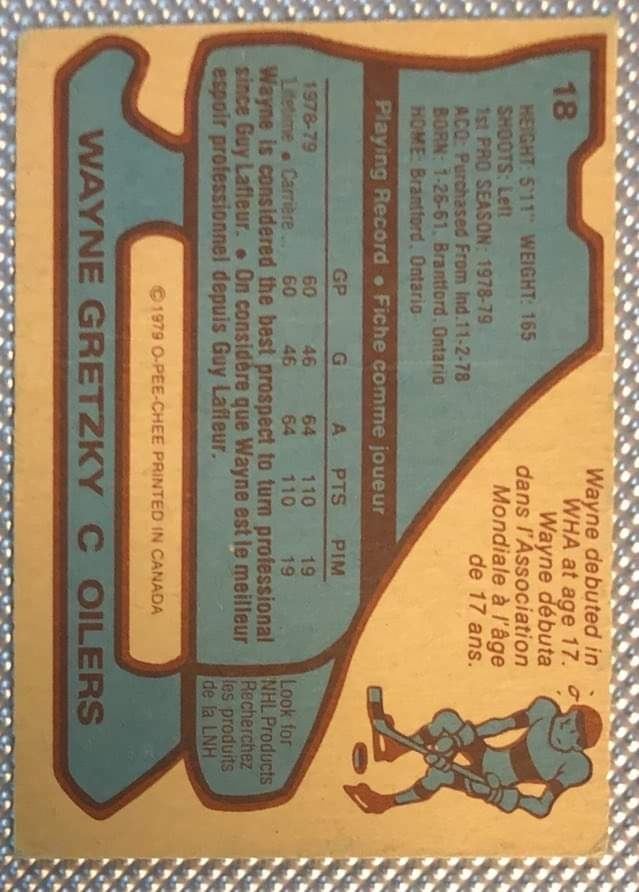 18
HEIGHT: 5'11" WEIGHT: 165
SHOOTS: Left
1st PRO SEASON: 1978-79
ACQ: Purchased From Ind. 11-2-78
BORN: 1-26-61, Brantford, Ontario
HOME: Brantford, Ontario
Wayne debuted in
WHA at age 17.
Wayne débuta
dans l'Association
Mondiale à l'âge
de 17 ans.
Playing Record • Fiche comme joueur
GP G A PTS PIM
1978-79 60 46 64 110 19
Lifetime • Carrière ... 60 46 64 110 19
Wayne is considered the best prospect to turn professional
since Guy Lafleur. • On considère que Wayne est le meilleur
espoir professionnel depuis Guy Lafleur.
Look for
NHL Products
Recherchez
les produits
de la LNH
©1979 O-PEE-CHEE PRINTED IN CANADA
WAYNE GRETZKY C OILERS